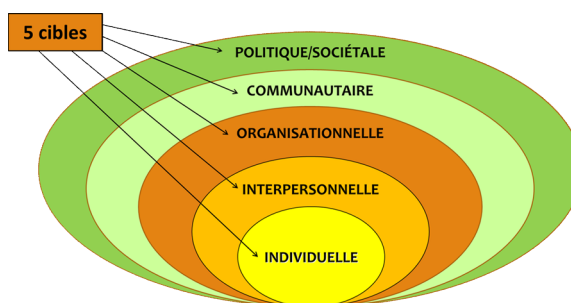 5 cibles
POLITIQUE/SOCIÉTALE
COMMUNAUTAIRE
ORGANISATIONNELLE
INTERPERSONNELLE
INDIVIDUELLE